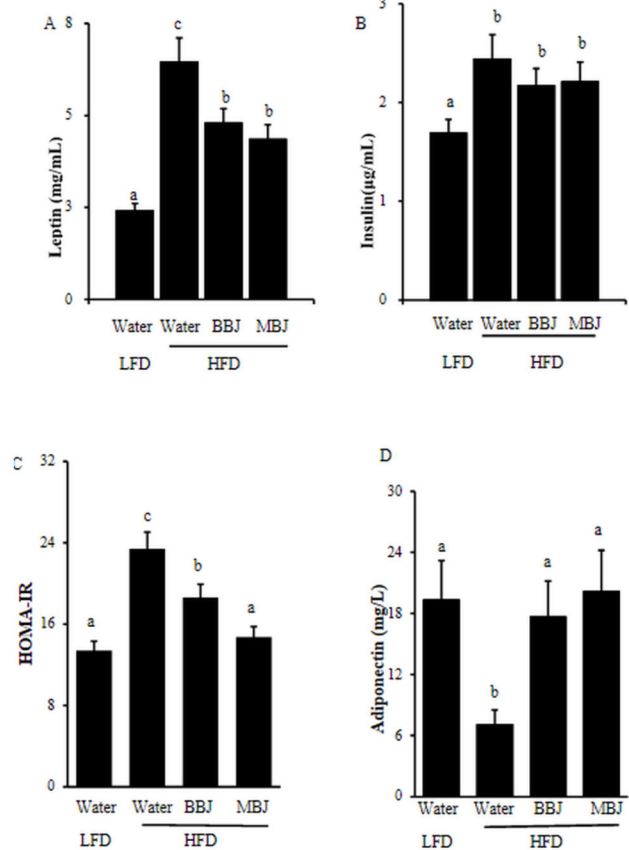 A
8
5
3
0
Leptin (mg/mL)
a
c
b
b
Water Water BBJ MBJ
LFD HFD
B
3
2
1
0
Insulin(µg/mL)
a
b
b
b
Water Water BBJ MBJ
LFD HFD
C
32
24
16
8
0
HOMA-IR
a
c
b
a
Water Water BBJ MBJ
LFD HFD
D
30
24
18
12
6
0
Adiponectin (mg/L)
a
b
a
a
Water Water BBJ MBJ
LFD HFD